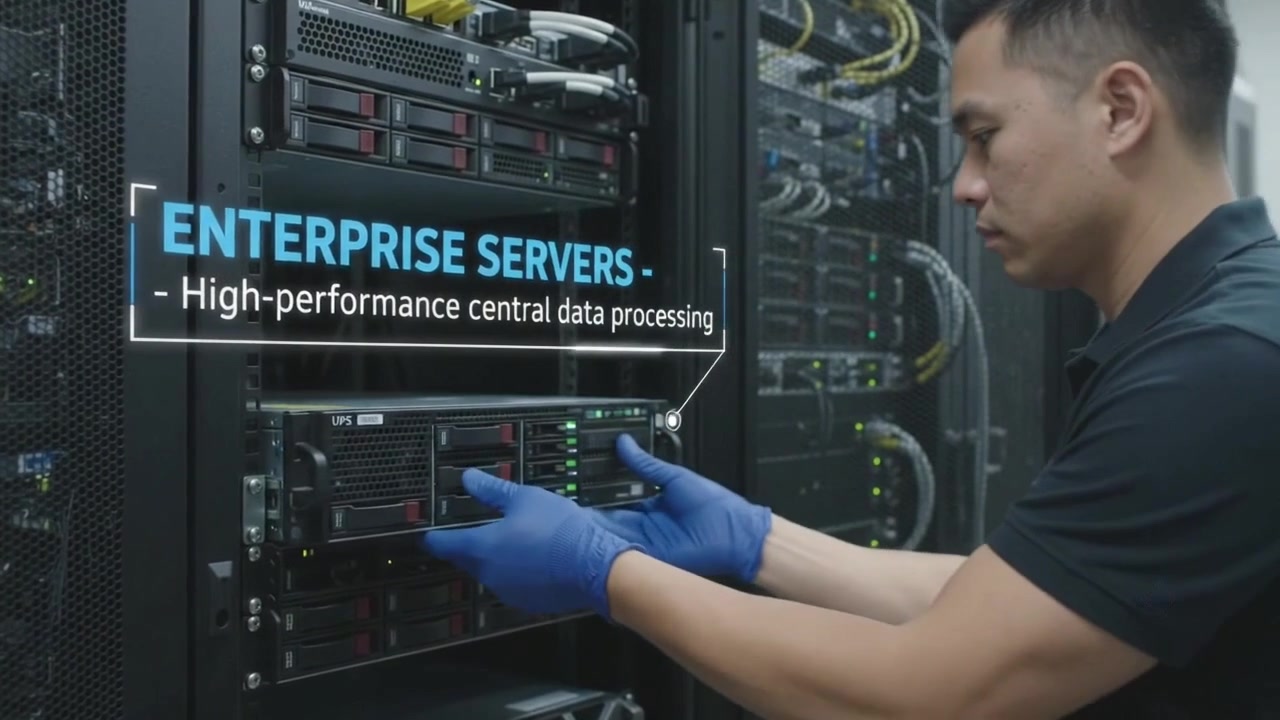 ENTERPRISE SERVERS -
- High-performance central data processing
UPS